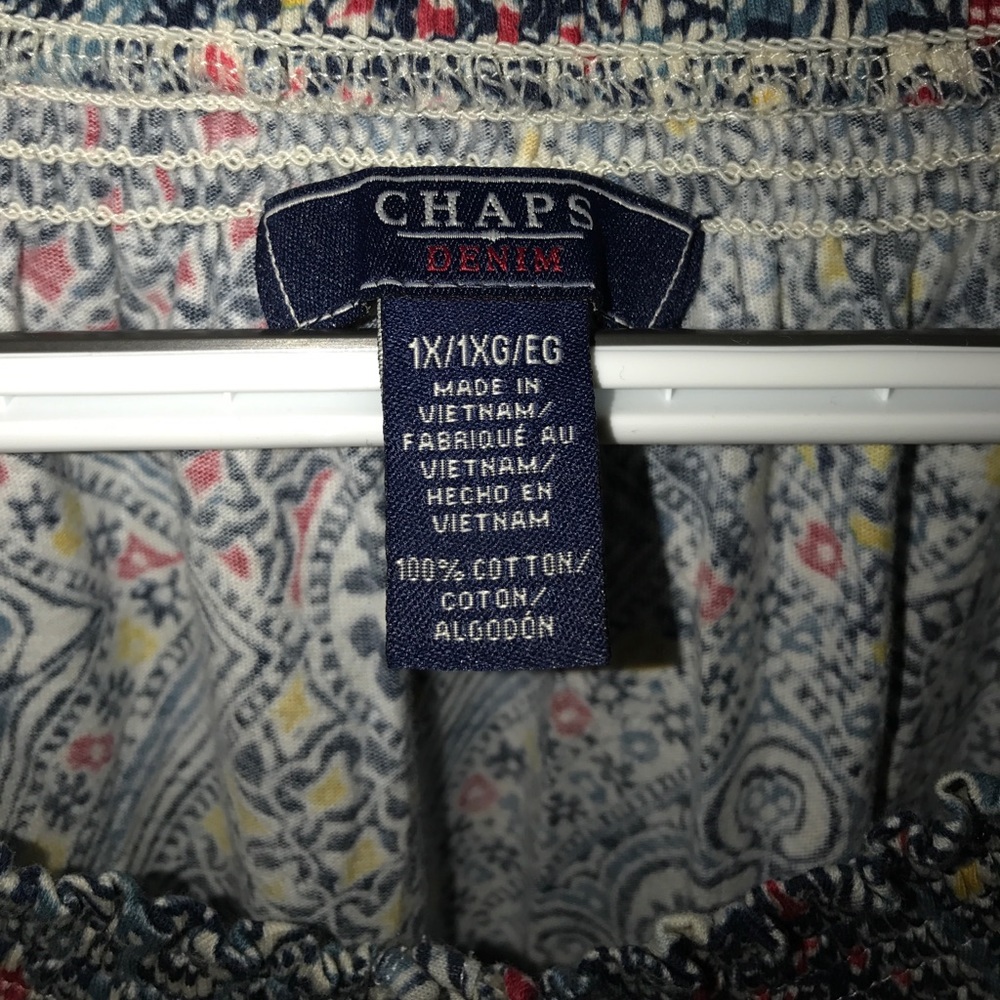 CHAPS
DENIM
1X/1XG/EG
MADE IN
VIETNAM/
FABRIQUÉ AU
VIETNAM/
HECHO EN
VIETNAM
100% COTTON/
COTON/
ALGODÓN